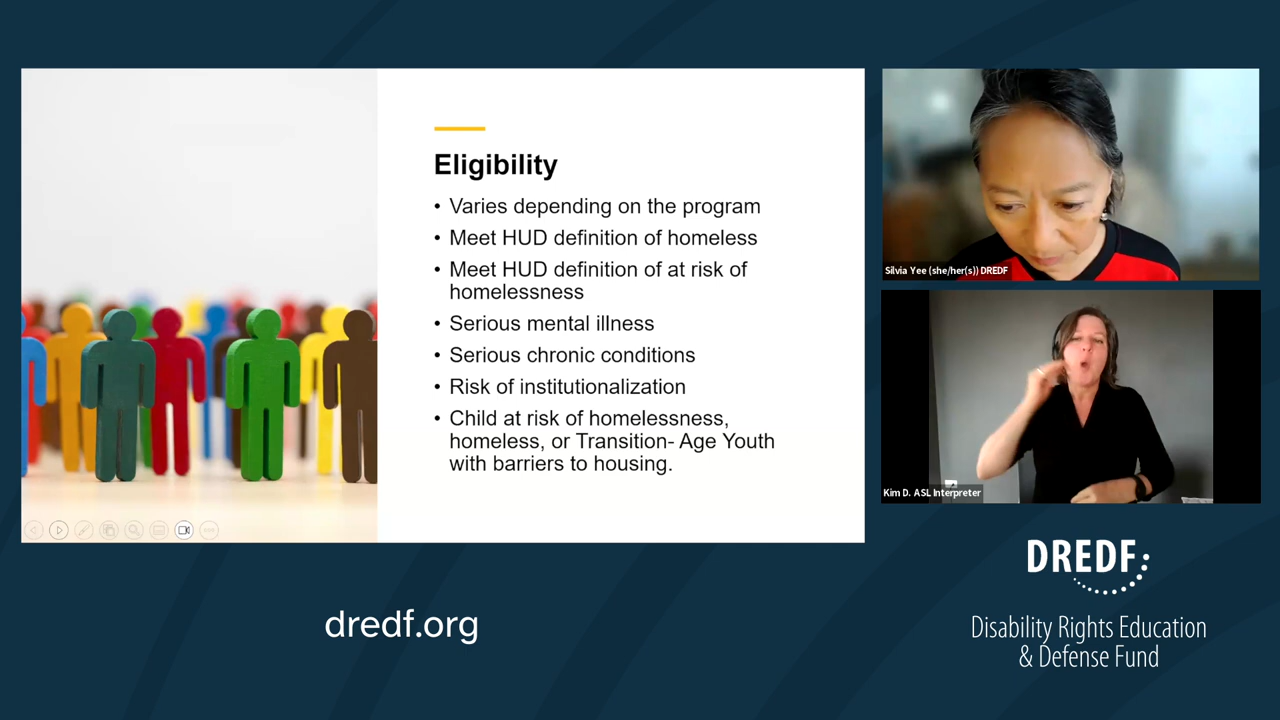 Eligibility
• Varies depending on the program
• Meet HUD definition of homeless
• Meet HUD definition of at risk of
homelessness
• Serious mental illness
• Serious chronic conditions
• Risk of institutionalization
• Child at risk of homelessness,
homeless, or Transition- Age Youth
with barriers to housing.
Silvia Yee (she/her(s)) DREDF
Kim D. ASL Interpreter
dredf.org
DREDF
Disability Rights Education
& Defense Fund